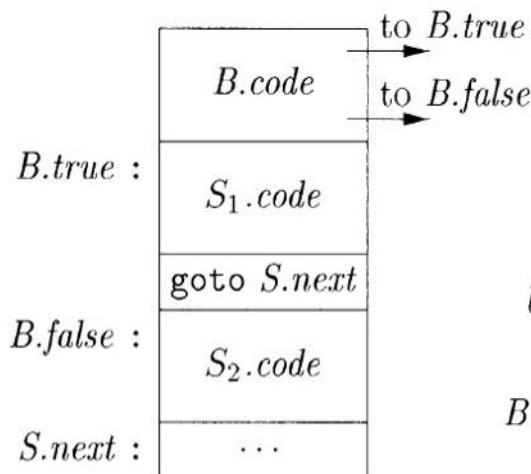 to B.true
B.code
to B.false
B.true :
S₁.code
goto S.next
B.false :
S₂.code
B
S.next : ...